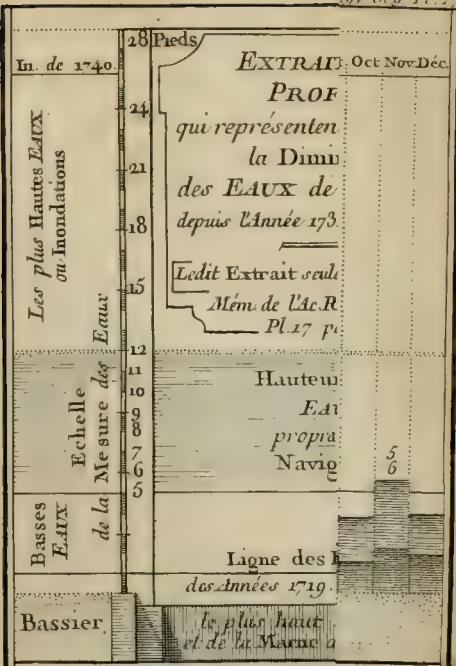 28 Pieds
In. de 1740.
Oct Nov Déc.
24
21
18
15
12
11
10
9
8
7
6
5
Les plus Hautes EAUX
ou Inondations
Echelle
de la Mesure des Eaux
Basses
EAUX
Bassier
EXTRAI
PROF
qui représenten
la Dimi
des EAUX de
depuis l'Année 173
Ledit Extrait seul
Mém. de l'Ac. R
Pl. 17 p
Hauteu
EAU
propra
Navig
5
6
Ligne des
des Années 1719.
le plus haut
et de la Marne a